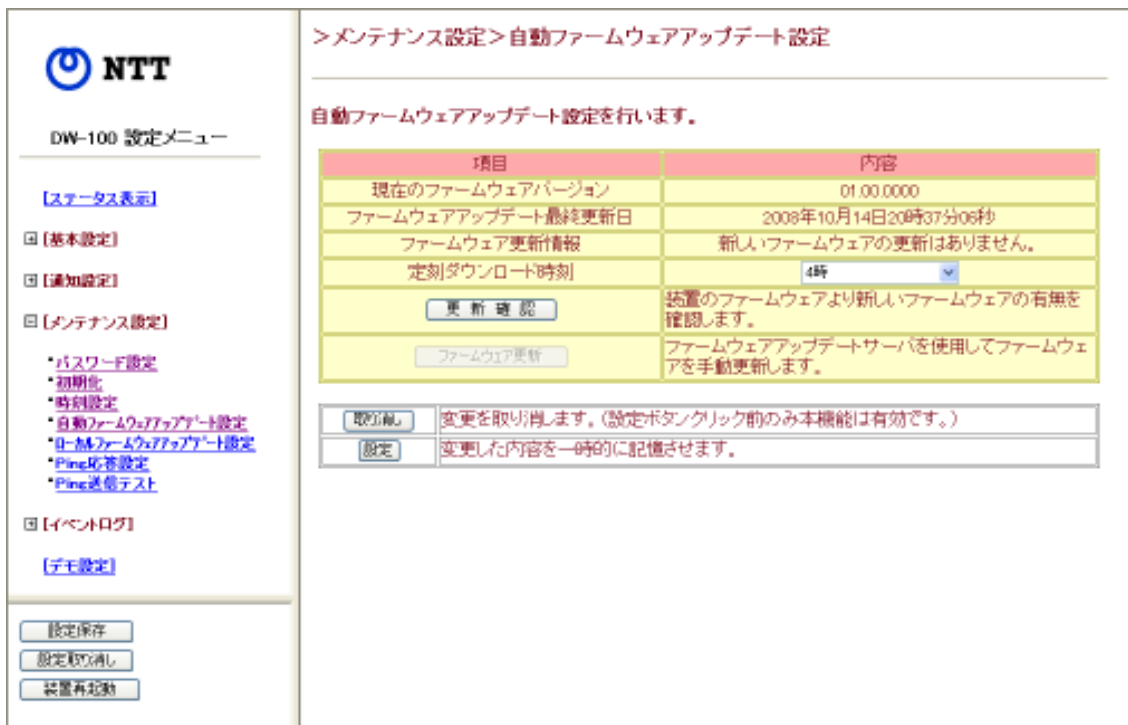 NTT
DW-100 設定メニュー
[ステータス表示]
[基本設定]
[通知設定]
[メンテナンス設定]
パスワード設定
初期化
時刻設定
自動ファームウェアアップデート設定
ローカルファームウェアアップデート設定
Ping応答設定
Ping送信テスト
[イベントログ]
[デモ設定]
設定保存
設定取り消し
装置再起動
>メンテナンス設定>自動ファームウェアアップデート設定
自動ファームウェアアップデート設定を行います。
項目 内容
現在のファームウェアバージョン 01.00.0000
ファームウェアアップデート最終更新日 2008年10月14日20時37分06秒
ファームウェア更新情報 新しいファームウェアの更新はありません。
定刻ダウンロード時刻 4時
更 新 確 認 装置のファームウェアより新しいファームウェアの有無を
確認します。
ファームウェア更新 ファームウェアアップデートサーバを使用してファームウェ
アを手動更新します。
取り消し 変更を取り消します。(設定ボタンクリック前のみ本機能は有効です。)
設定 変更した内容を一時的に記憶させます。